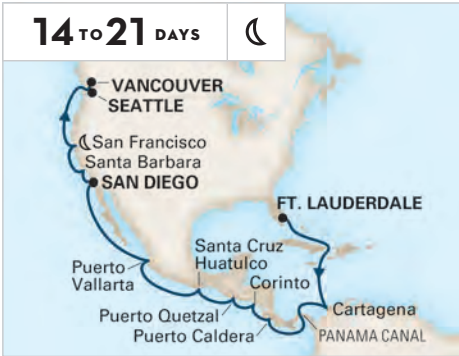 14 TO 21 DAYS
VANCOUVER
SEATTLE
San Francisco
Santa Barbara
SAN DIEGO
FT. LAUDERDALE
Santa Cruz
Huatulco
Puerto
Vallarta
Corinto
Puerto Quetzal
Cartagena
Puerto Caldera
PANAMA CANAL